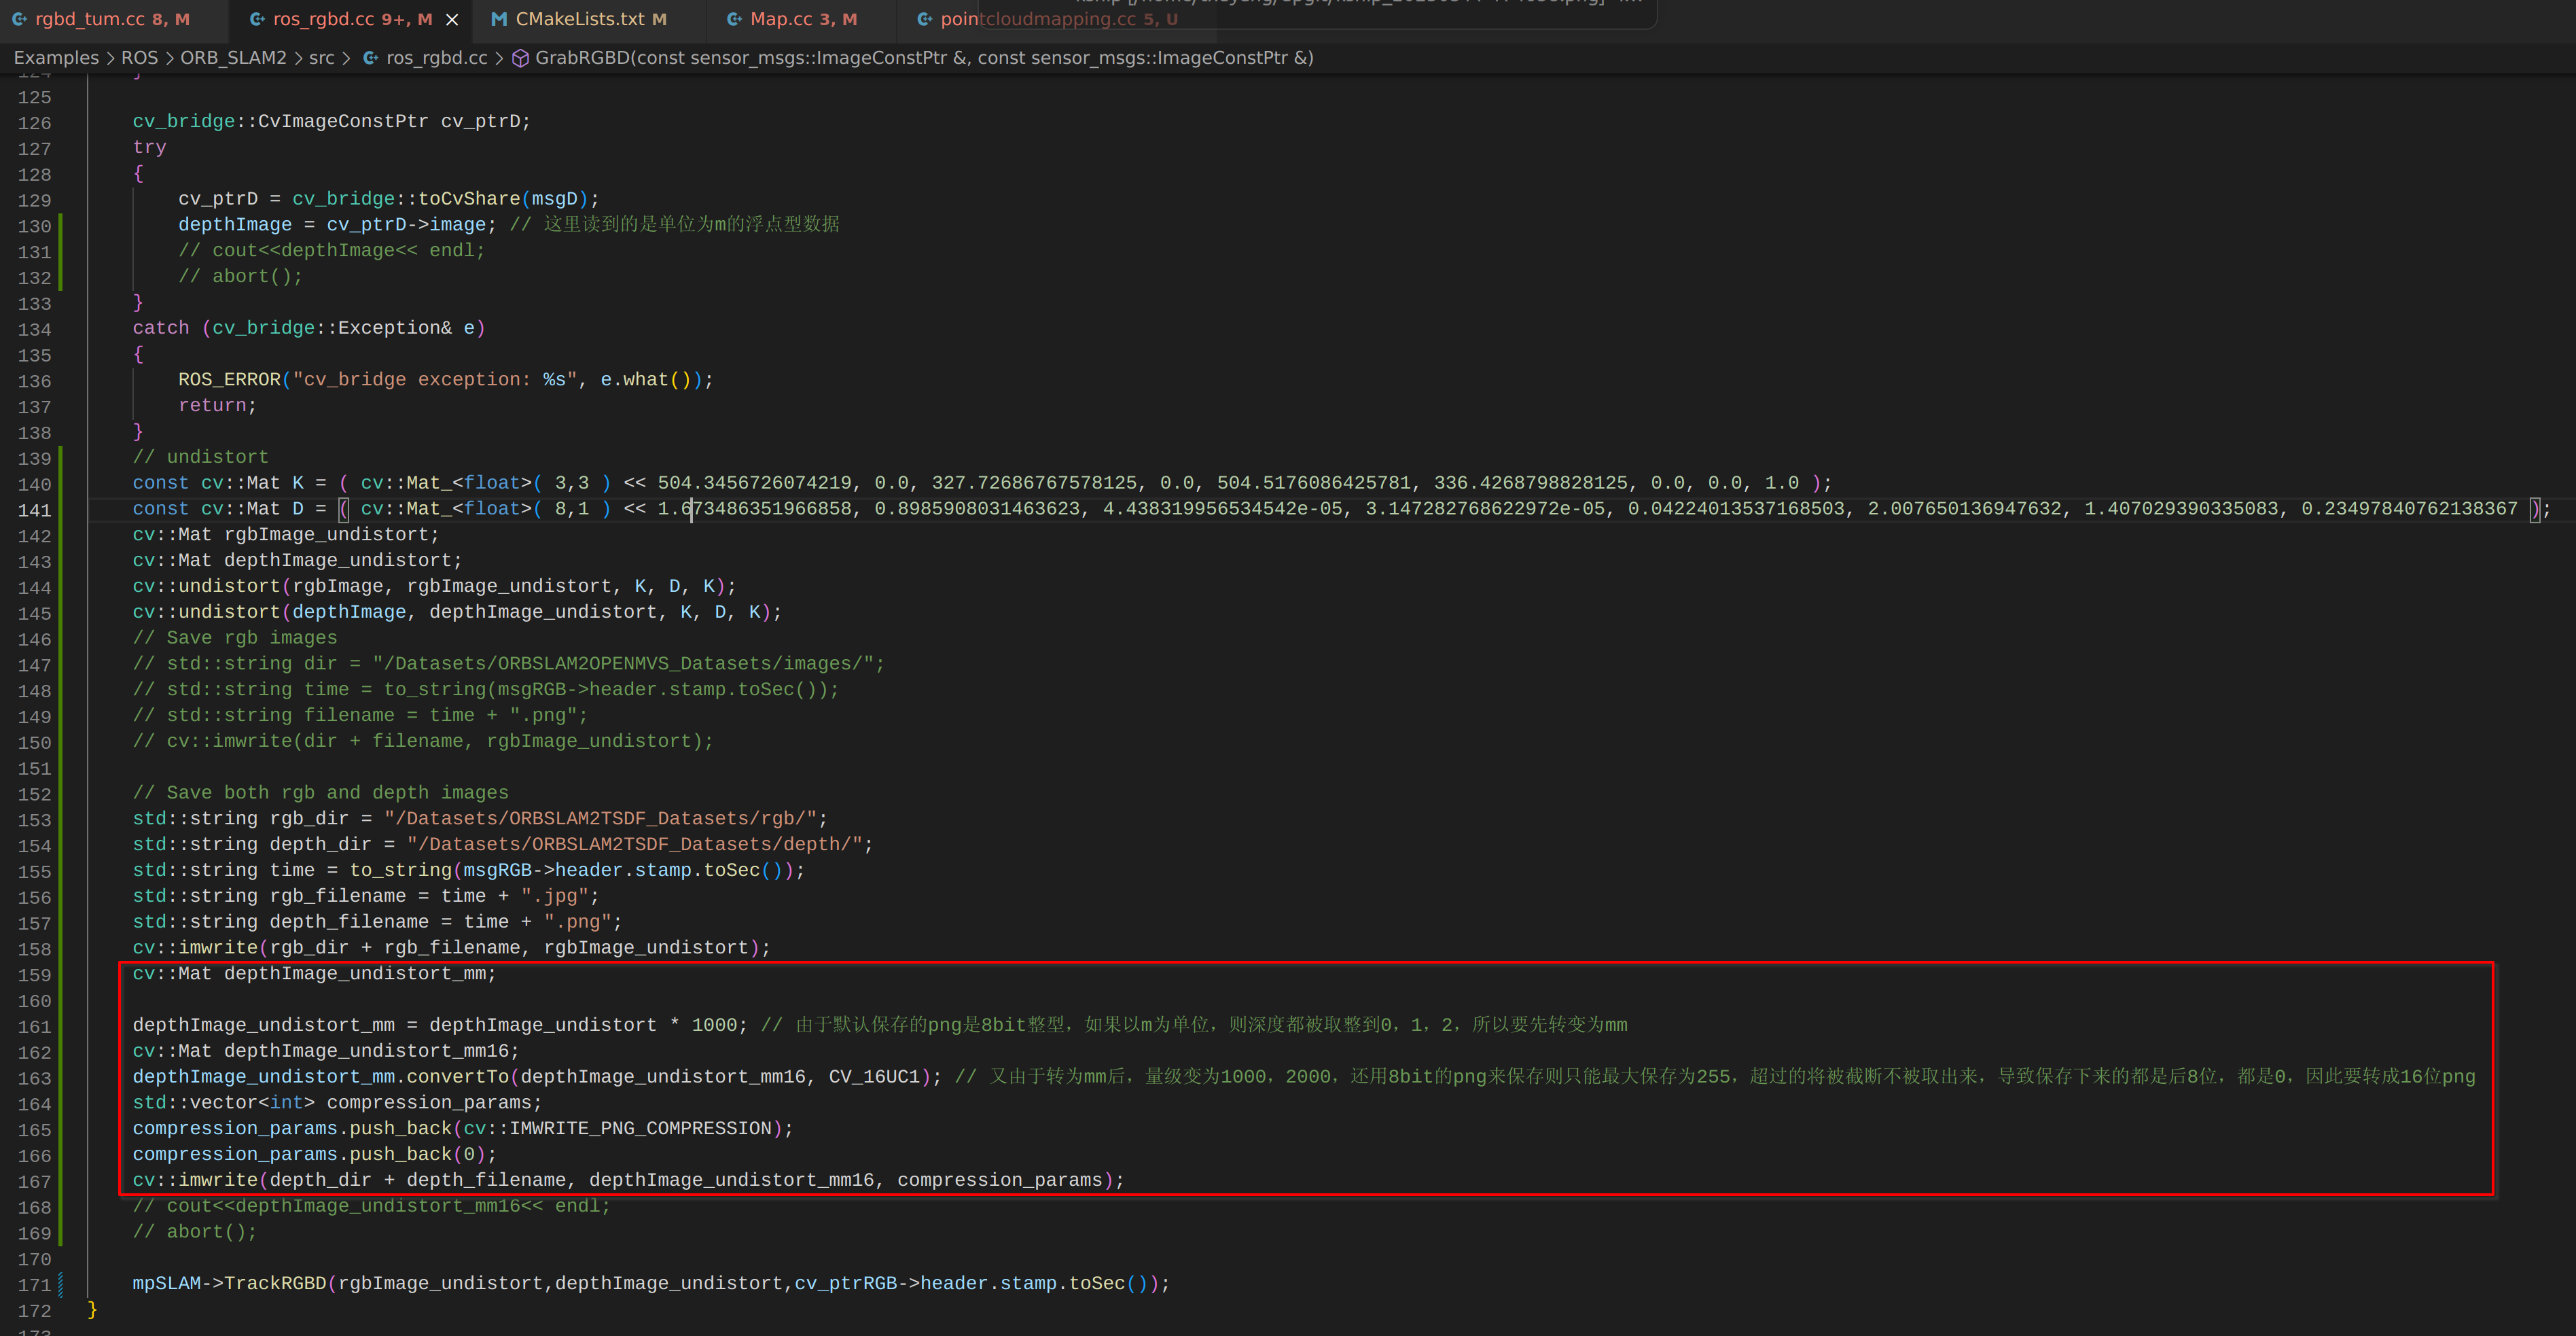 rgbd_tum.cc 8, M ros_rgbd.cc 9+, M CMakeLists.txt M Map.cc 3, M pointcloudmapping.cc 5, U
Examples > ROS > ORB_SLAM2 > src > ros_rgbd.cc > GrabRGBD(const sensor_msgs::ImageConstPtr &, const sensor_msgs::ImageConstPtr &)
124 }
125
126 cv_bridge::CvImageConstPtr cv_ptrD;
127 try
128 {
129 cv_ptrD = cv_bridge::toCvShare(msgD);
130 depthImage = cv_ptrD->image; // 这里读到的是单位为m的浮点型数据
131 // cout<<depthImage<< endl;
132 // abort();
133 }
134 catch (cv_bridge::Exception& e)
135 {
136 ROS_ERROR("cv_bridge exception: %s", e.what());
137 return;
138 }
139 // undistort
140 const cv::Mat K = ( cv::Mat_<float>( 3,3 ) << 504.3456726074219, 0.0, 327.72686767578125, 0.0, 504.5176086425781, 336.4268798828125, 0.0, 0.0, 1.0 );
141 const cv::Mat D = ( cv::Mat_<float>( 8,1 ) << 1.673486351966858, 0.8985908031463623, 4.438319956534542e-05, 3.147282768622972e-05, 0.04224013537168503, 2.007650136947632, 1.407029390335083, 0.23497840762138367 );
142 cv::Mat rgbImage_undistort;
143 cv::Mat depthImage_undistort;
144 cv::undistort(rgbImage, rgbImage_undistort, K, D, K);
145 cv::undistort(depthImage, depthImage_undistort, K, D, K);
146 // Save rgb images
147 // std::string dir = "/Datasets/ORBSLAM2OPENMVS_Datasets/images/";
148 // std::string time = to_string(msgRGB->header.stamp.toSec());
149 // std::string filename = time + ".png";
150 // cv::imwrite(dir + filename, rgbImage_undistort);
151
152 // Save both rgb and depth images
153 std::string rgb_dir = "/Datasets/ORBSLAM2TSDF_Datasets/rgb/";
154 std::string depth_dir = "/Datasets/ORBSLAM2TSDF_Datasets/depth/";
155 std::string time = to_string(msgRGB->header.stamp.toSec());
156 std::string rgb_filename = time + ".jpg";
157 std::string depth_filename = time + ".png";
158 cv::imwrite(rgb_dir + rgb_filename, rgbImage_undistort);
159 cv::Mat depthImage_undistort_mm;
160
161 depthImage_undistort_mm = depthImage_undistort * 1000; // 由于默认保存的png是8bit整型，如果以m为单位，则深度都被取整到0，1，2，所以要先转变为mm
162 cv::Mat depthImage_undistort_mm16;
163 depthImage_undistort_mm.convertTo(depthImage_undistort_mm16, CV_16UC1); // 又由于转为mm后，量级变为1000，2000，还用8bit的png来保存则只能最大保存为255，超过的将被截断不被取出来，导致保存下来的都是后8位，都是0，因此要转成16位png
164 std::vector<int> compression_params;
165 compression_params.push_back(cv::IMWRITE_PNG_COMPRESSION);
166 compression_params.push_back(0);
167 cv::imwrite(depth_dir + depth_filename, depthImage_undistort_mm16, compression_params);
168 // cout<<depthImage_undistort_mm16<< endl;
169 // abort();
170
171 mpSLAM->TrackRGBD(rgbImage_undistort,depthImage_undistort,cv_ptrRGB->header.stamp.toSec());
172 }
173